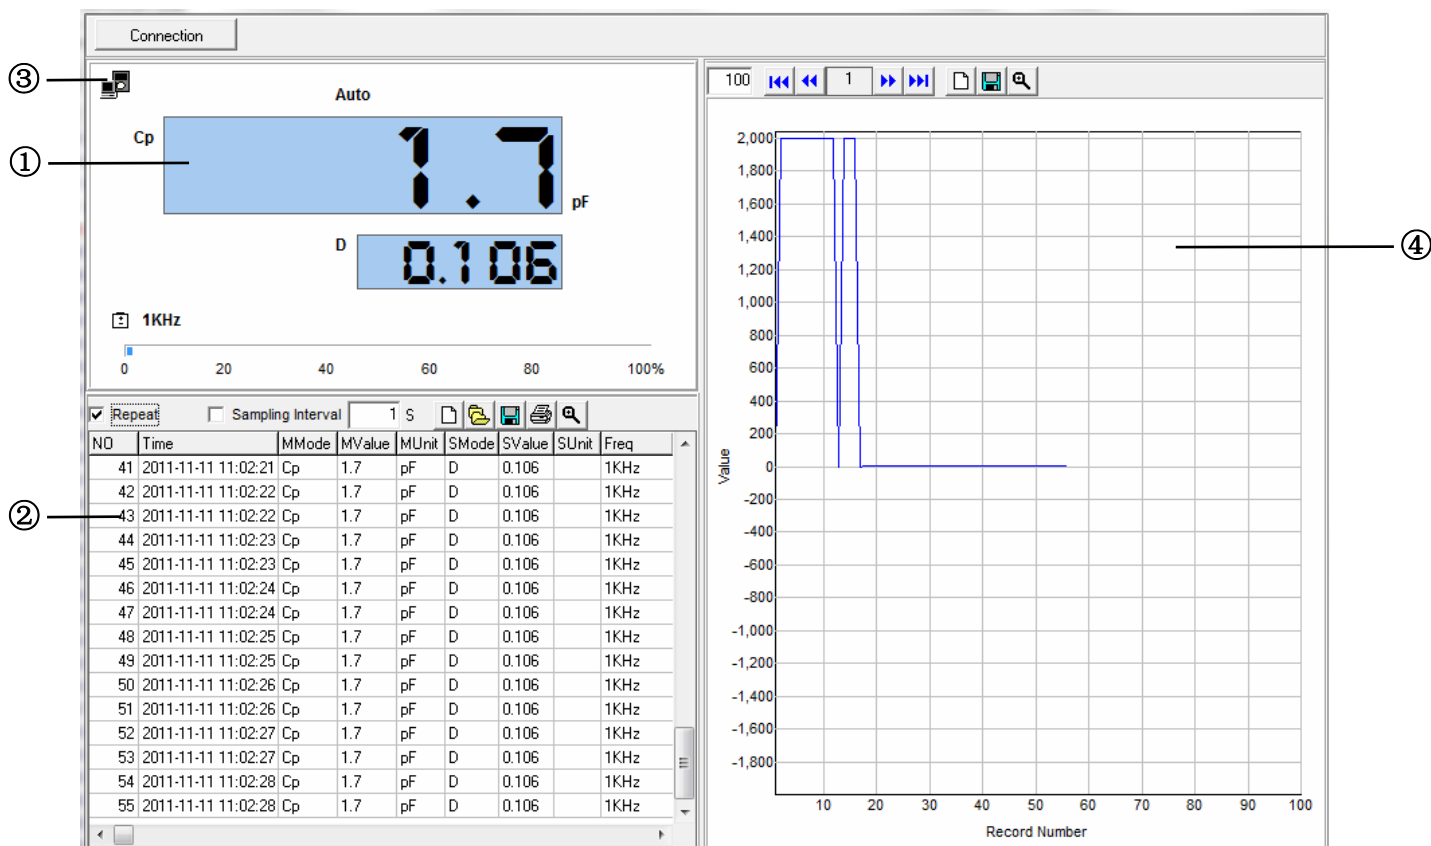 Connection
③
Auto
Cp
①
1.7
pF
D
0.106
1KHz
0 20 40 60 80 100%
Repeat Sampling Interval 1 S
NO Time MMode MValue MUnit SMode SValue SUnit Freq
41 2011-11-11 11:02:21 Cp 1.7 pF D 0.106 1KHz
42 2011-11-11 11:02:22 Cp 1.7 pF D 0.106 1KHz
②
43 2011-11-11 11:02:22 Cp 1.7 pF D 0.106 1KHz
44 2011-11-11 11:02:23 Cp 1.7 pF D 0.106 1KHz
45 2011-11-11 11:02:23 Cp 1.7 pF D 0.106 1KHz
46 2011-11-11 11:02:24 Cp 1.7 pF D 0.106 1KHz
47 2011-11-11 11:02:24 Cp 1.7 pF D 0.106 1KHz
48 2011-11-11 11:02:25 Cp 1.7 pF D 0.106 1KHz
49 2011-11-11 11:02:25 Cp 1.7 pF D 0.106 1KHz
50 2011-11-11 11:02:26 Cp 1.7 pF D 0.106 1KHz
51 2011-11-11 11:02:26 Cp 1.7 pF D 0.106 1KHz
52 2011-11-11 11:02:27 Cp 1.7 pF D 0.106 1KHz
53 2011-11-11 11:02:27 Cp 1.7 pF D 0.106 1KHz
54 2011-11-11 11:02:28 Cp 1.7 pF D 0.106 1KHz
55 2011-11-11 11:02:28 Cp 1.7 pF D 0.106 1KHz
100 1
2,000
1,800
1,600
1,400
④
1,200
1,000
800
600
400
200
0
-200
-400
-600
-800
-1,000
-1,200
-1,400
-1,600
-1,800
Value
10 20 30 40 50 60 70 80 90 100
Record Number